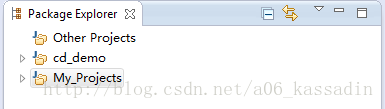 Package Explorer
Other Projects
cd_demo
My_Projects
http://blog.csdn.net/a06_kassadin